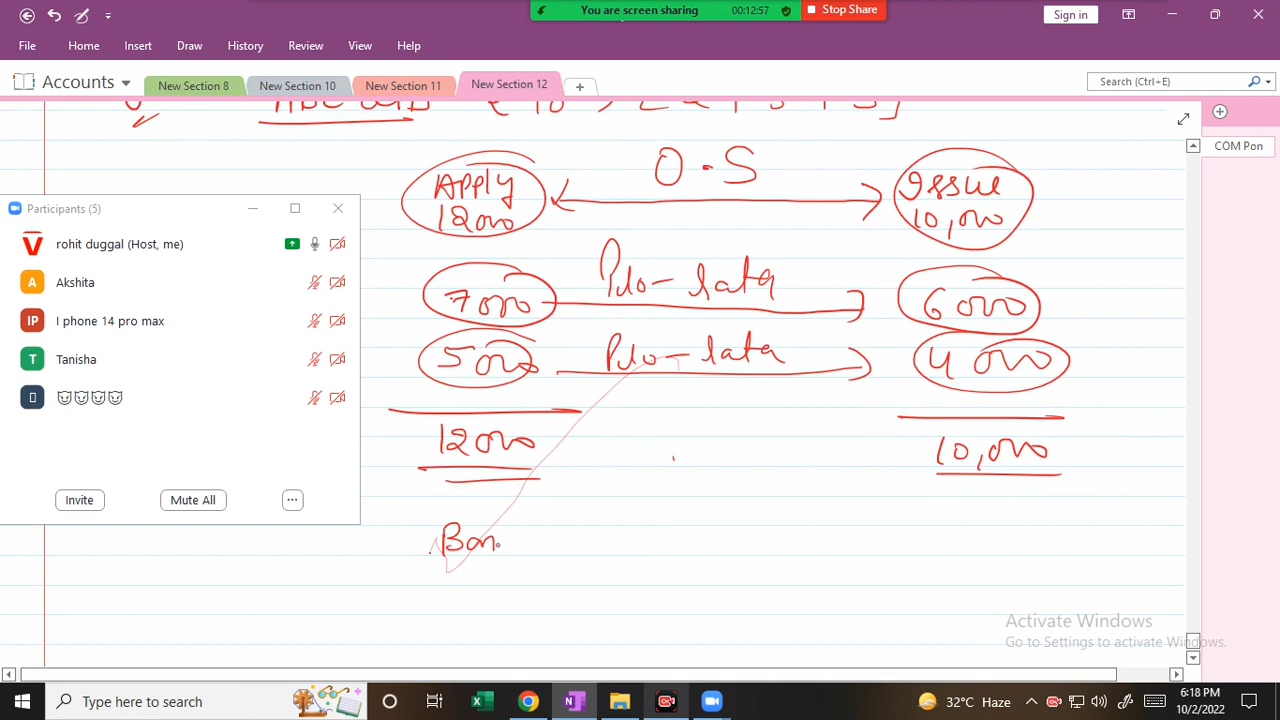 You are screen sharing 00:12:57 Stop Share
Sign in
File Home Insert Draw History Review View Help
Accounts New Section 8 New Section 10 New Section 11 New Section 12 +
Search (Ctrl+E)
COM Pon
O.S
Apply Issue
12000 10,000
Participants (5)
rohit duggal (Host, me)
A Akshita
IP I phone 14 pro max
T Tanisha
Invite Mute All ...
7000 Pro-rata 6000
5000 Pro-rata 4000
12000 10,000
Ban
Activate Windows
Go to Settings to activate Windows.
Type here to search
32°C Haze
6:18 PM
10/2/2022